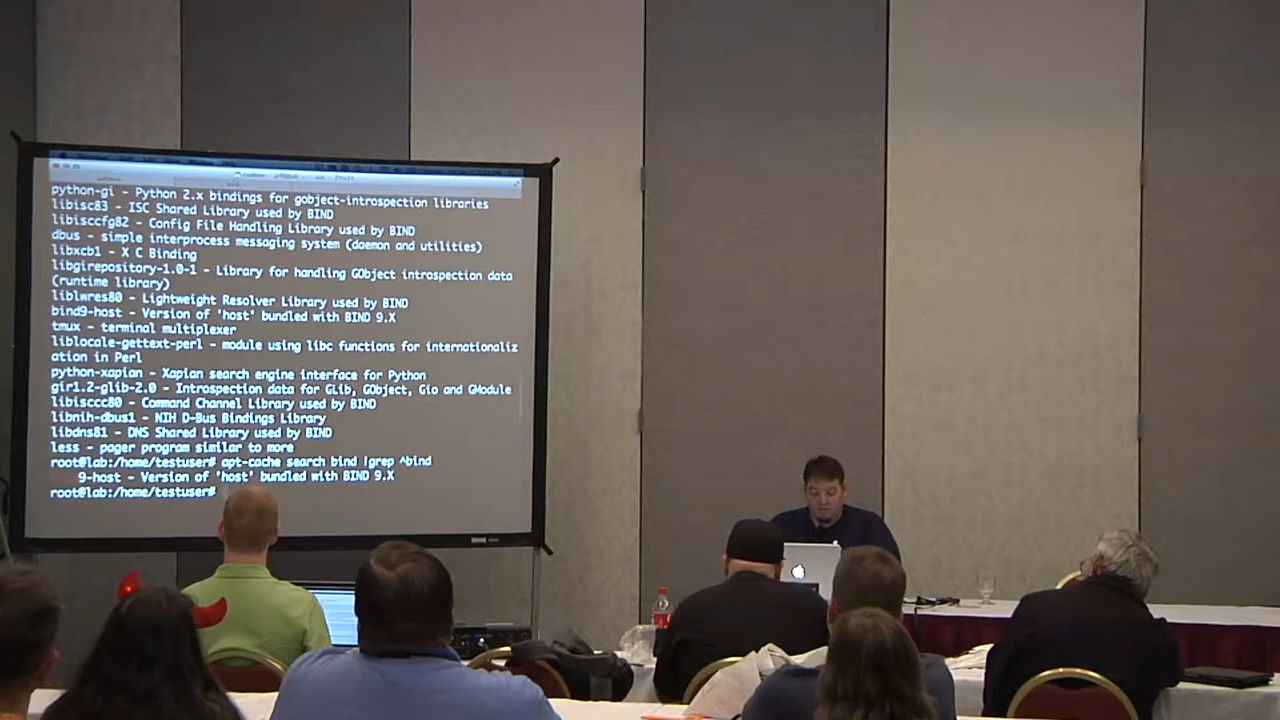 python-gi - Python 2.x bindings for gobject-introspection libraries
libisc83 - ISC Shared Library used by BIND
libisccfg82 - Config File Handling Library used by BIND
dbus - simple interprocess messaging system (daemon and utilities)
libxcb1 - X C Binding
libgirepository-1.0-1 - Library for handling GObject introspection data
(runtime library)
liblwres80 - Lightweight Resolver Library used by BIND
bind9-host - Version of 'host' bundled with BIND 9.X
tmux - terminal multiplexer
liblocale-gettext-perl - module using libc functions for internationaliz
ation in Perl
python-xapian - Xapian search engine interface for Python
gir1.2-glib-2.0 - Introspection data for GLib, GObject, Gio and GModule
libisccc80 - Command Channel Library used by BIND
libnih-dbus1 - NIH D-Bus Bindings Library
libdns81 - DNS Shared Library used by BIND
less - pager program similar to more
root@lab:/home/testuser# apt-cache search bind |grep ^bind
9-host - Version of 'host' bundled with BIND 9.X
root@lab:/home/testuser#